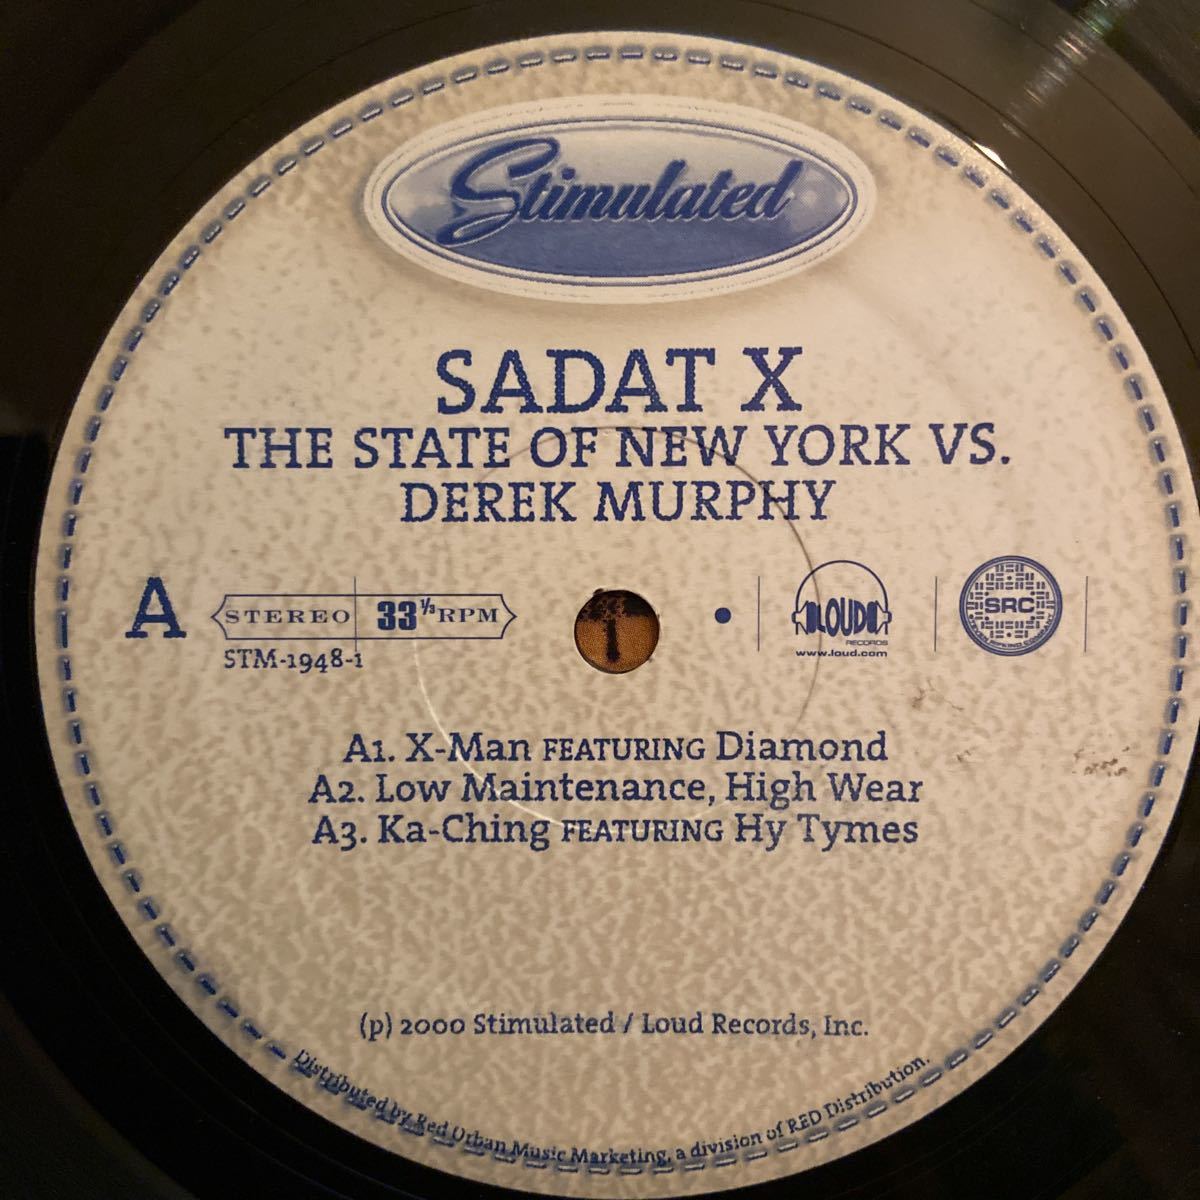 Stimulated
SADAT X
THE STATE OF NEW YORK VS.
DEREK MURPHY
A
STEREO
33 1/3 RPM
STM-1948-1
LOUD
RECORDS
www.loud.com
SRC
A1. X-Man FEATURING Diamond
A2. Low Maintenance, High Wear
A3. Ka-Ching FEATURING Hy Tymes
(p) 2000 Stimulated / Loud Records, Inc.
Distributed by Red Urban Music Marketing, a division of RED Distribution.